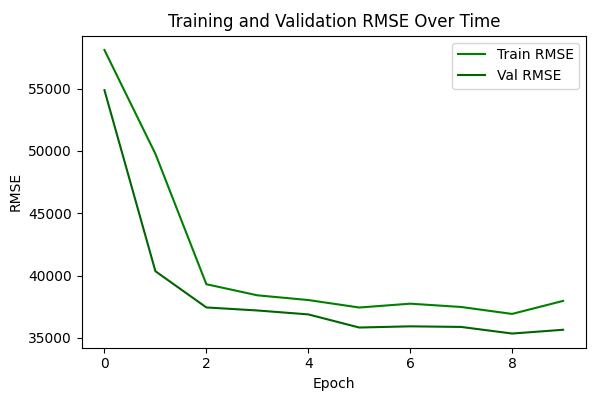 Training and Validation RMSE Over Time
Train RMSE
Val RMSE
55000
50000
45000
40000
35000
RMSE
0 2 4 6 8
Epoch